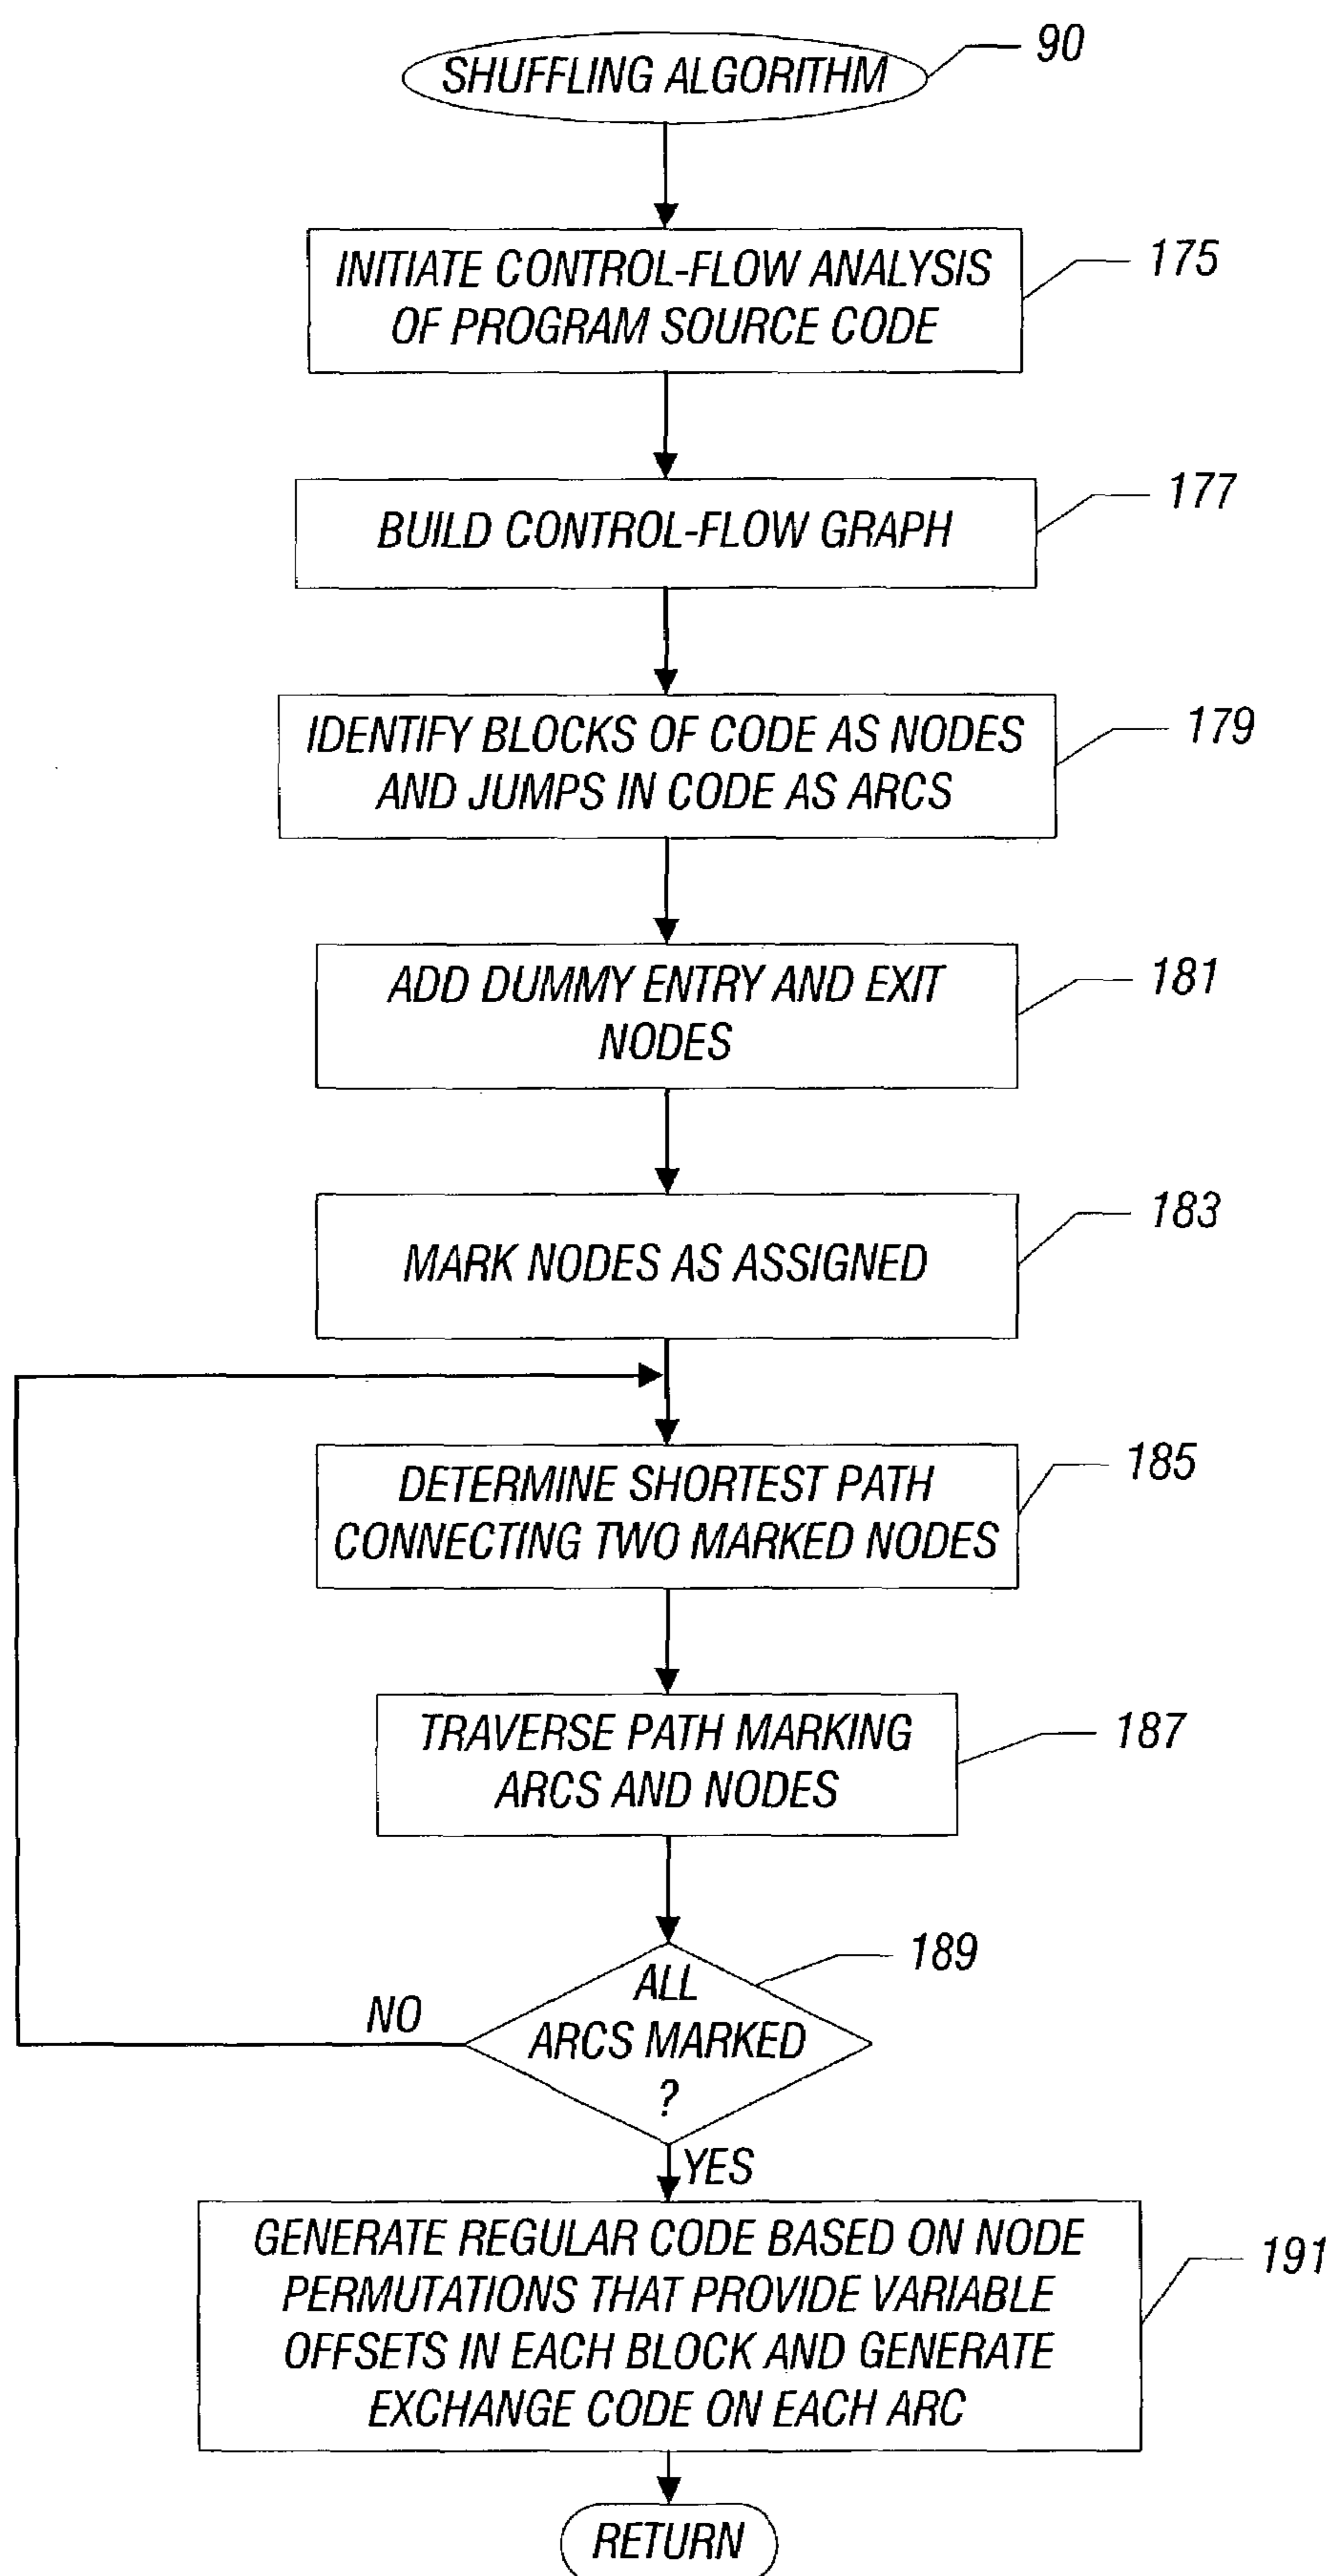 SHUFFLING ALGORITHM
90
INITIATE CONTROL-FLOW ANALYSIS
OF PROGRAM SOURCE CODE
175
BUILD CONTROL-FLOW GRAPH
177
IDENTIFY BLOCKS OF CODE AS NODES
AND JUMPS IN CODE AS ARCS
179
ADD DUMMY ENTRY AND EXIT
NODES
181
MARK NODES AS ASSIGNED
183
DETERMINE SHORTEST PATH
CONNECTING TWO MARKED NODES
185
TRAVERSE PATH MARKING
ARCS AND NODES
187
ALL
ARCS MARKED
?
189
NO
YES
GENERATE REGULAR CODE BASED ON NODE
PERMUTATIONS THAT PROVIDE VARIABLE
OFFSETS IN EACH BLOCK AND GENERATE
EXCHANGE CODE ON EACH ARC
191
RETURN